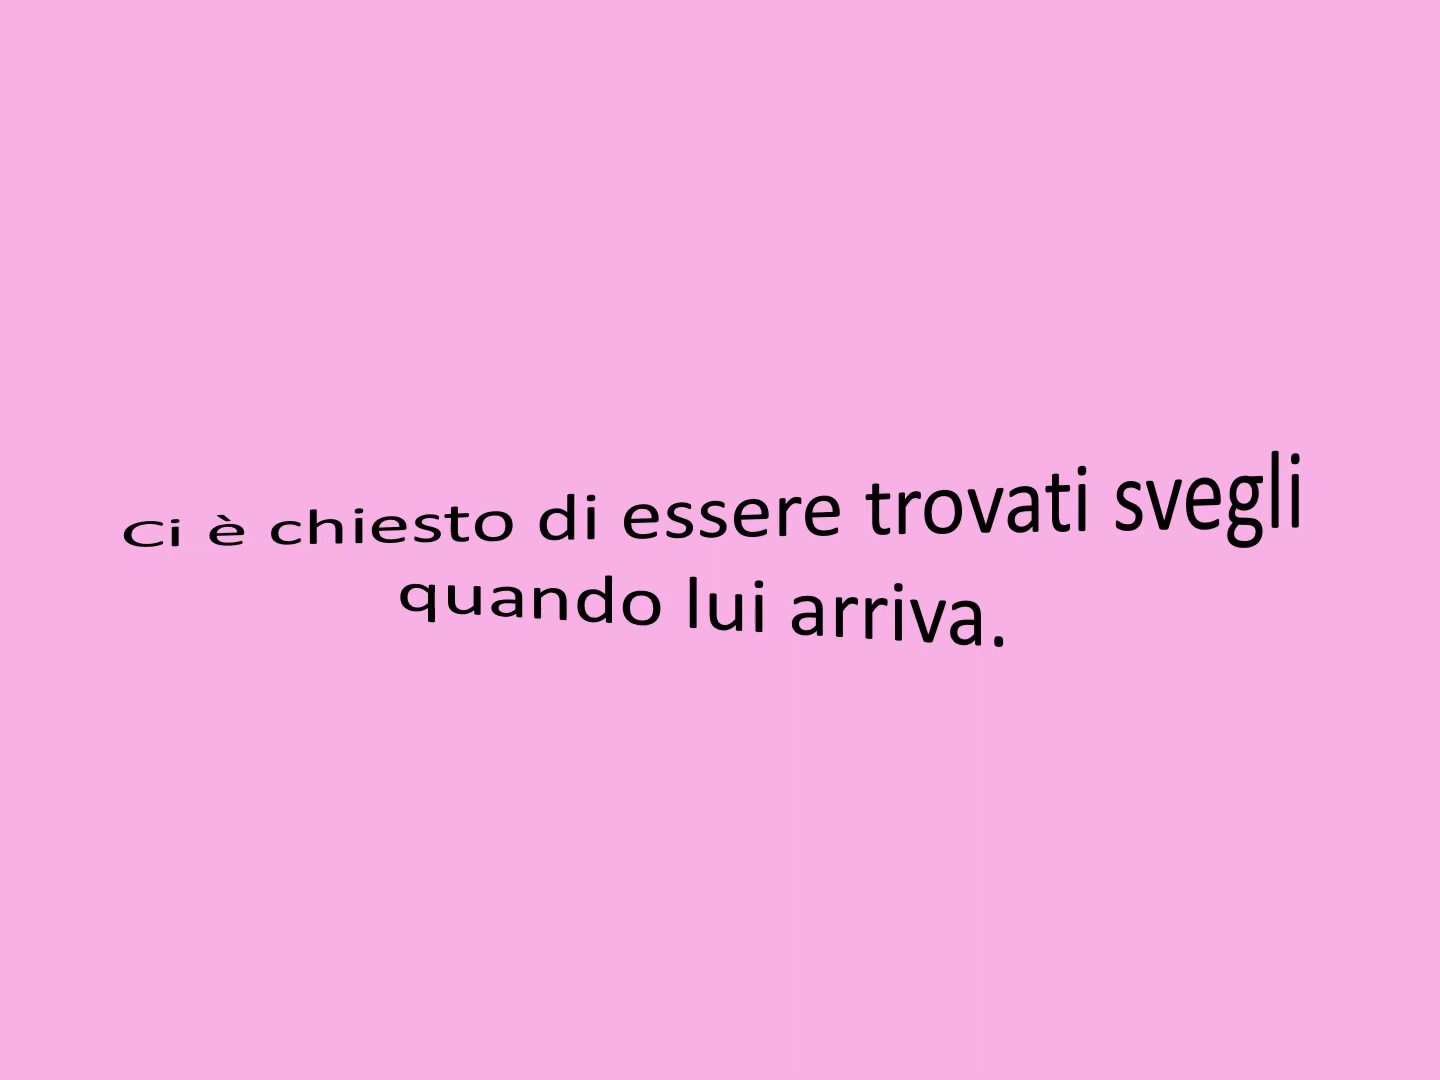 Ci è chiesto di essere trovati svegli
quando lui arriva.